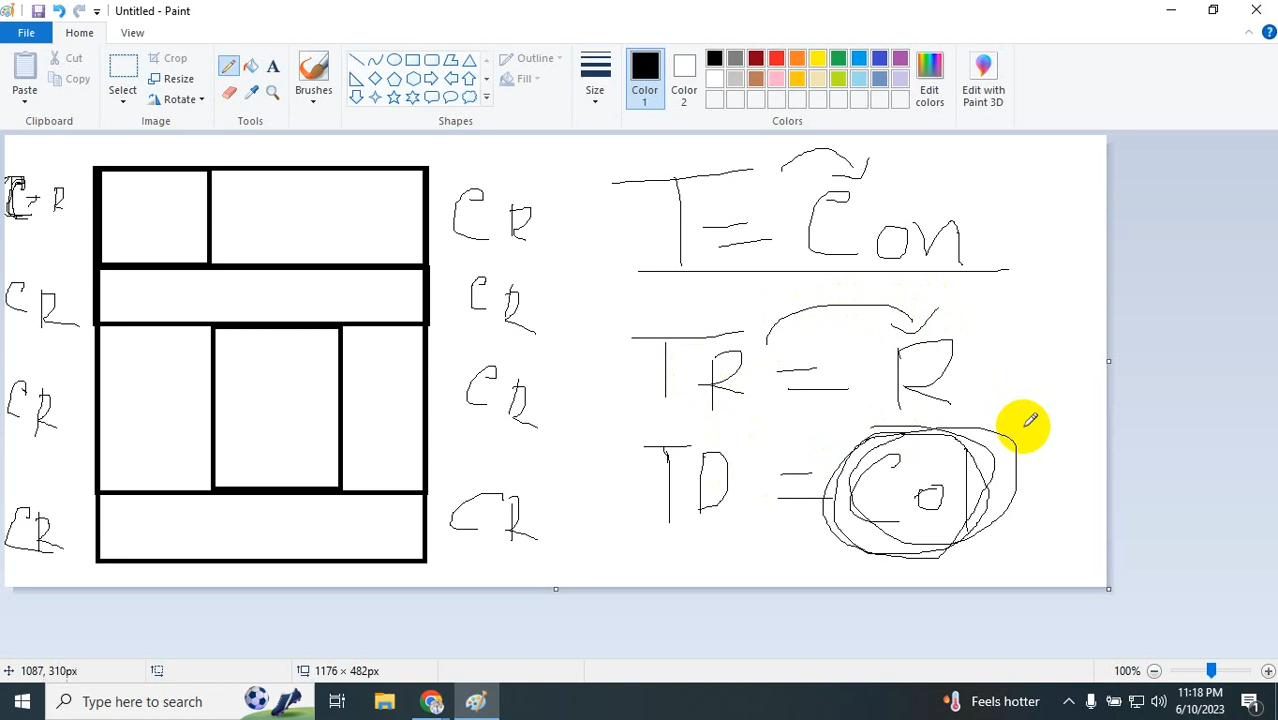 Untitled - Paint
File Home View
Paste Cut Copy Clipboard
Select Crop Resize Rotate Image
Tools
Brushes
Outline Fill Shapes
Size
Color 1 Color 2 Edit colors Colors
Edit with Paint 3D
R C R T = Con
C R C R
C R C R TR = R
C R C R TD = Col
1087, 310px 1176 × 482px 100%
Type here to search Feels hotter 11:18 PM
6/10/2023 1